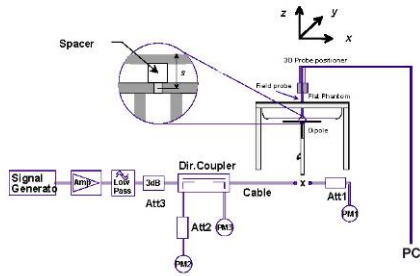 z
y
x
Spacer
s
3D Probe positioner
Field probe
Flat Phantom
Dipole
Dir.Coupler
Signal
Generato
Amp
Low
Pass
3dB
Cable
x
Att3
Att1
Att2
PM3
PM1
PM2
PC